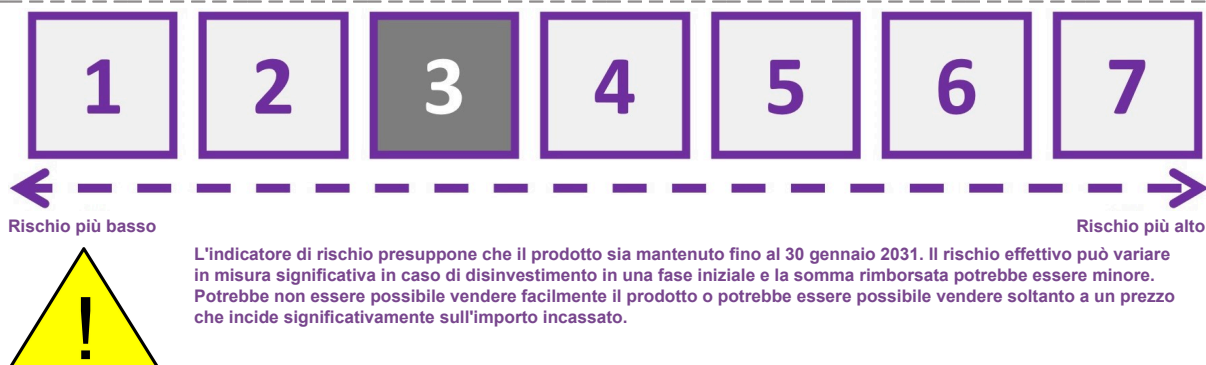 1 2 3 4 5 6 7
Rischio più basso
Rischio più alto
L'indicatore di rischio presuppone che il prodotto sia mantenuto fino al 30 gennaio 2031. Il rischio effettivo può variare
in misura significativa in caso di disinvestimento in una fase iniziale e la somma rimborsata potrebbe essere minore.
Potrebbe non essere possibile vendere facilmente il prodotto o potrebbe essere possibile vendere soltanto a un prezzo
che incide significativamente sull'importo incassato.
!